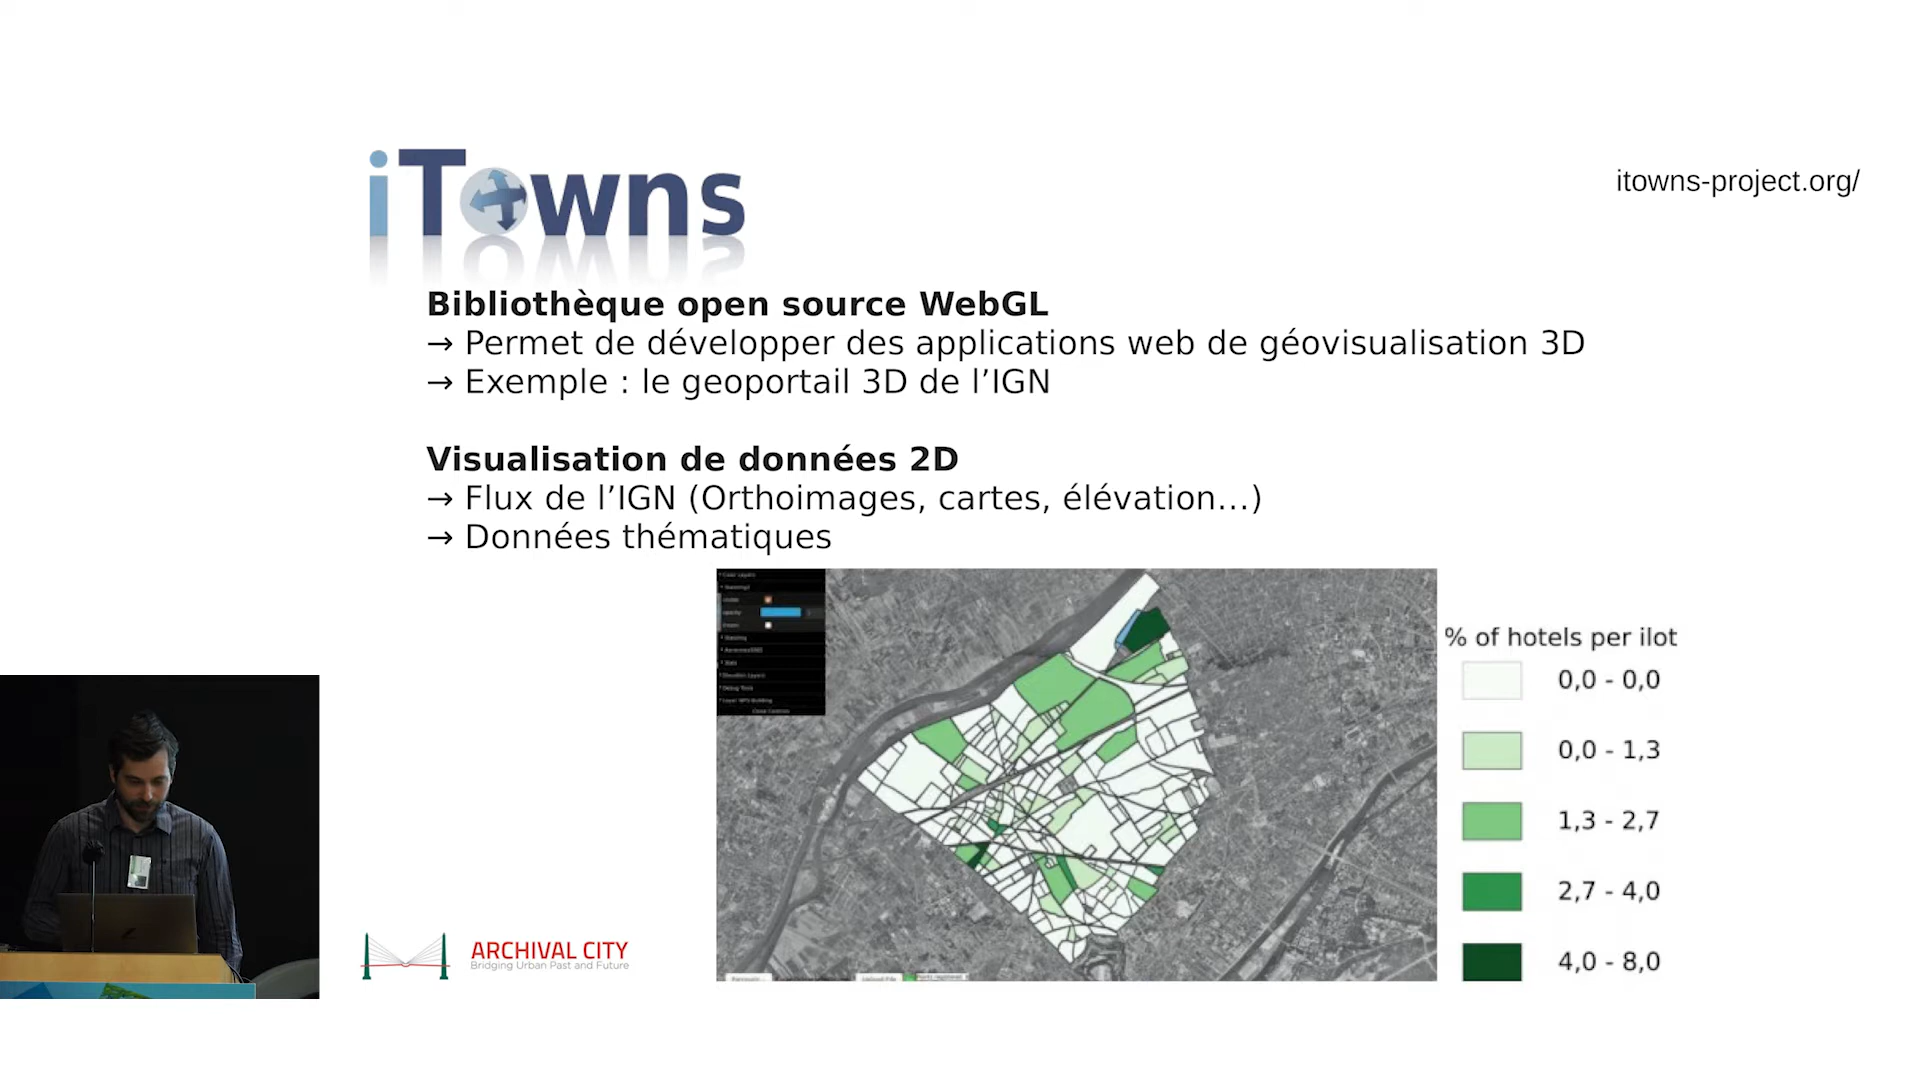 iTowns
itowns-project.org/
Bibliothèque open source WebGL
→ Permet de développer des applications web de géovisualisation 3D
→ Exemple : le geoportail 3D de l’IGN
Visualisation de données 2D
→ Flux de l’IGN (Orthoimages, cartes, élévation...)
→ Données thématiques
% of hotels per ilot
0,0 - 0,0
0,0 - 1,3
1,3 - 2,7
2,7 - 4,0
4,0 - 8,0
ARCHIVAL CITY
Bridging Urban Past and Future